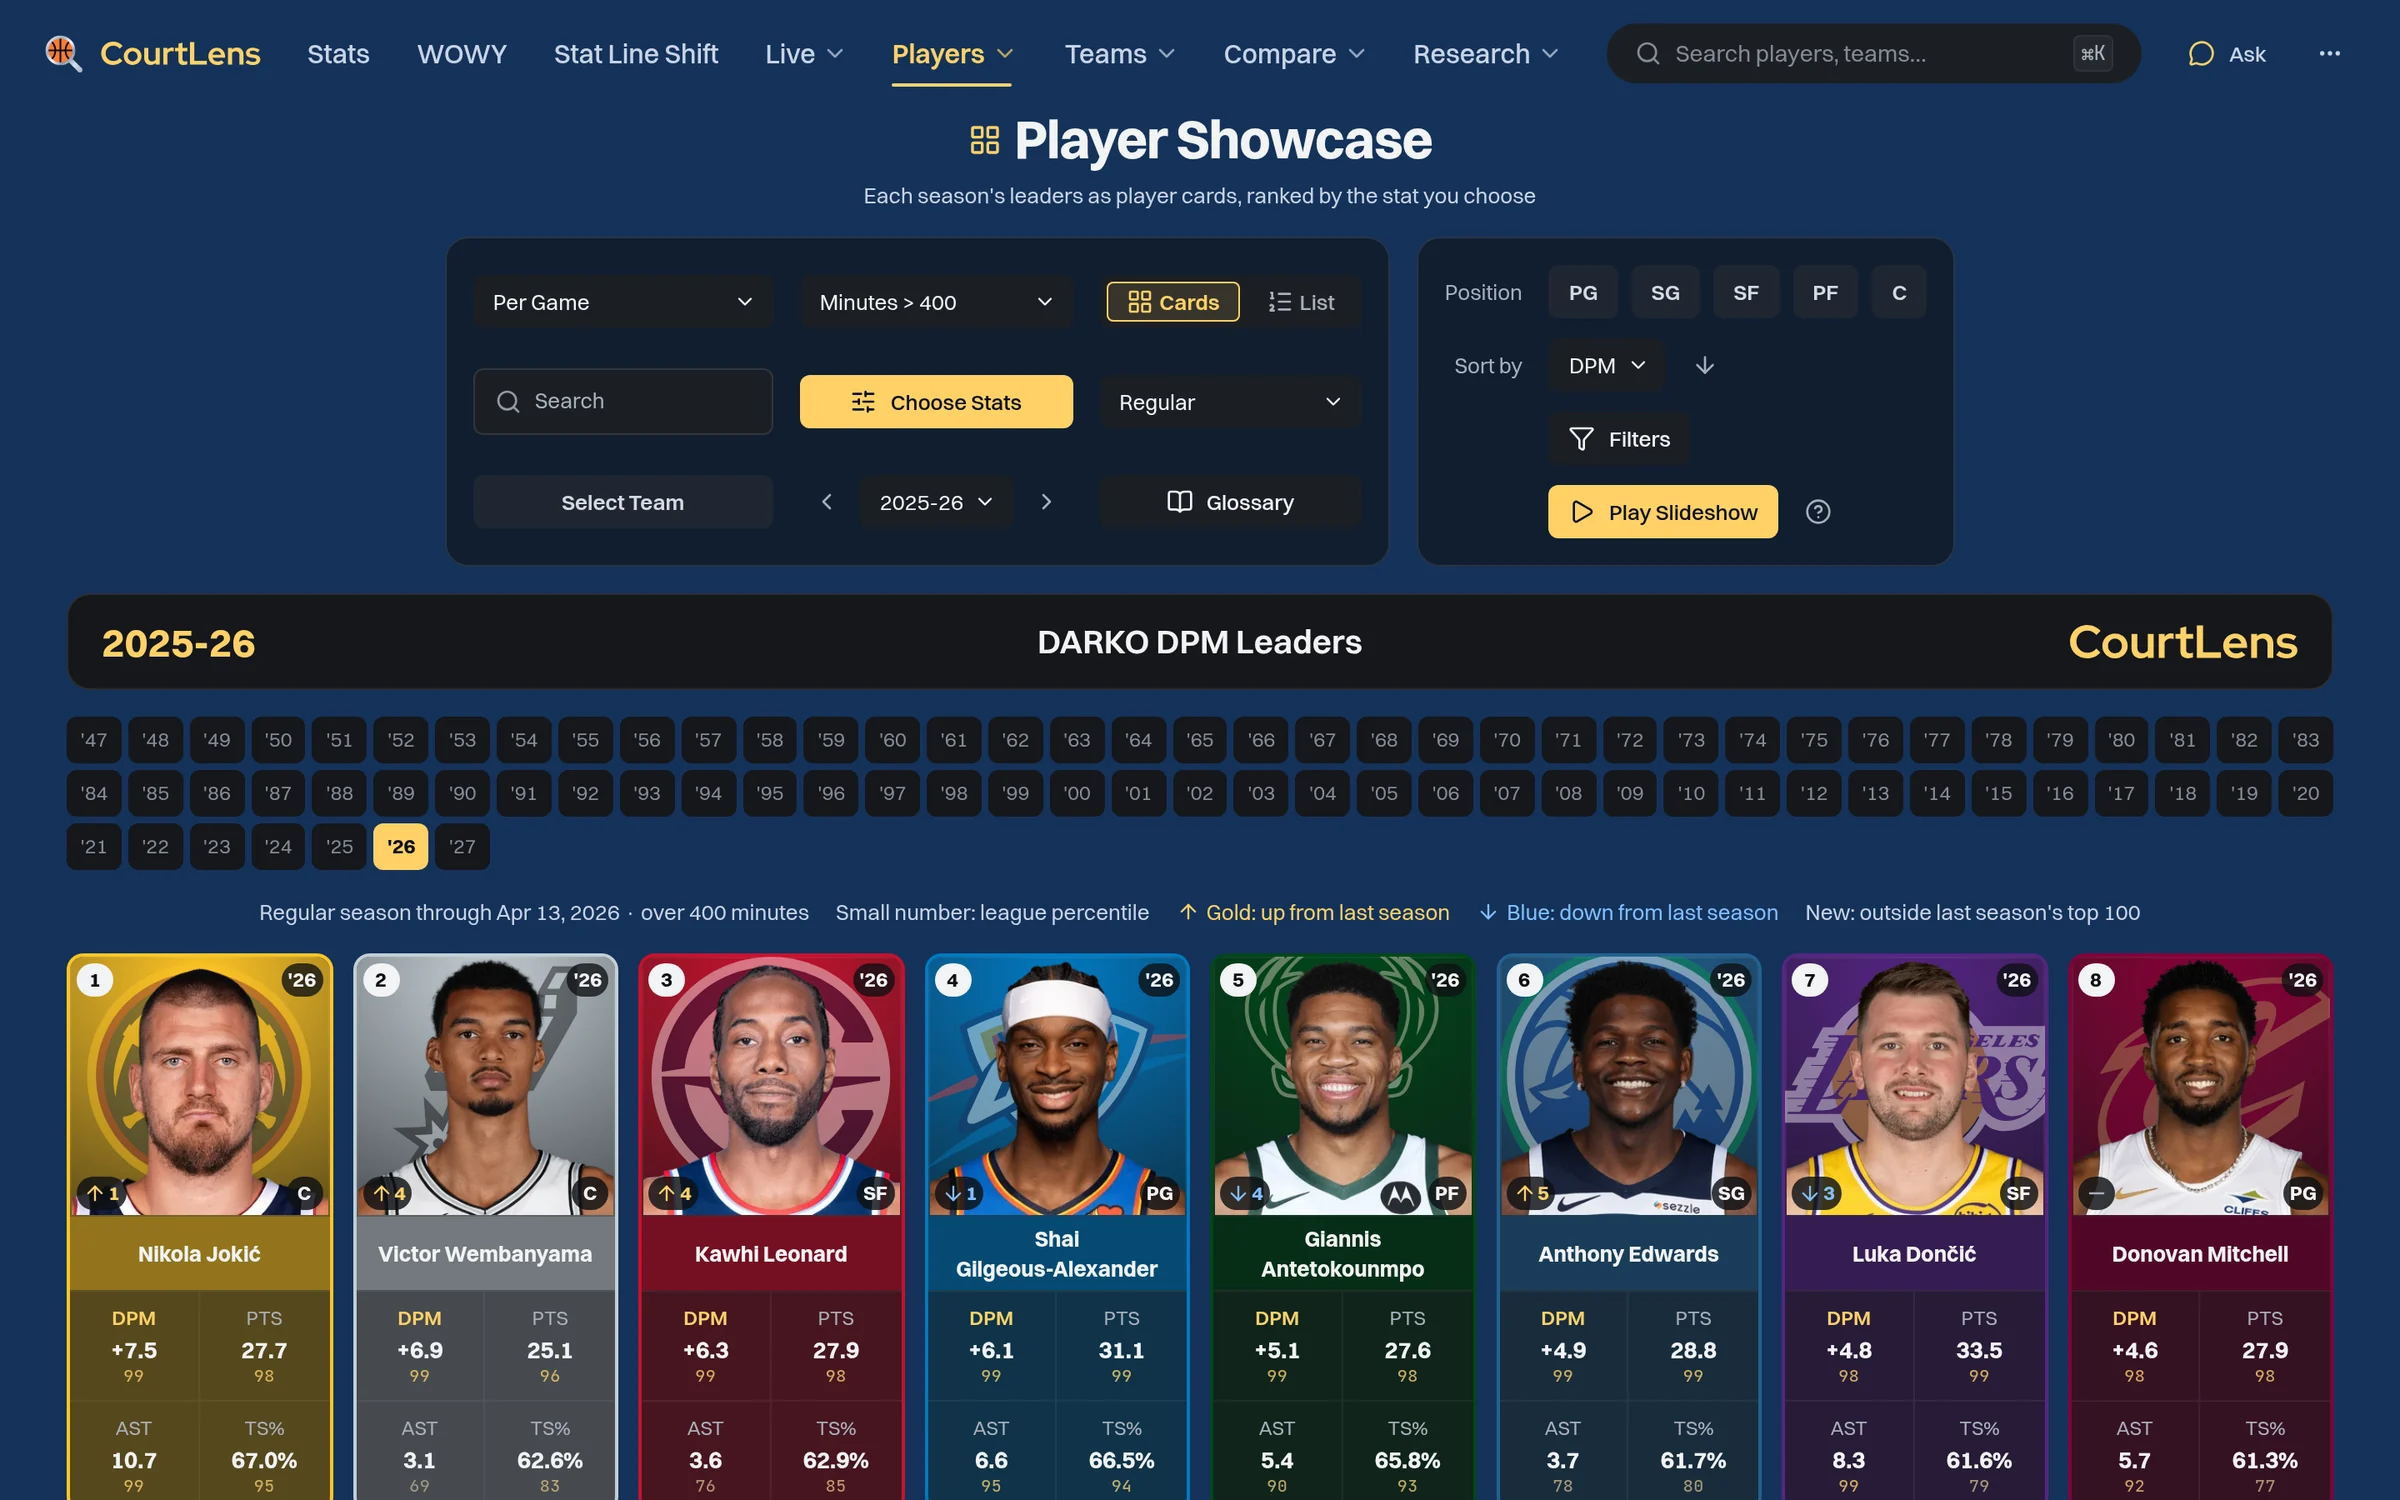 CourtLens Stats WOWY Stat Line Shift Live Players Teams Compare Research Search players, teams... ⌘K Ask ...
Player Showcase
Each season's leaders as player cards, ranked by the stat you choose
Per Game Minutes > 400 Cards List
Search Choose Stats Regular
Select Team 2025-26 Glossary
Position PG SG SF PF C
Sort by DPM
Filters
Play Slideshow ?
2025-26 DARKO DPM Leaders CourtLens
'47 '48 '49 '50 '51 '52 '53 '54 '55 '56 '57 '58 '59 '60 '61 '62 '63 '64 '65 '66 '67 '68 '69 '70 '71 '72 '73 '74 '75 '76 '77 '78 '79 '80 '81 '82 '83
'84 '85 '86 '87 '88 '89 '90 '91 '92 '93 '94 '95 '96 '97 '98 '99 '00 '01 '02 '03 '04 '05 '06 '07 '08 '09 '10 '11 '12 '13 '14 '15 '16 '17 '18 '19 '20
'21 '22 '23 '24 '25 '26 '27
Regular season through Apr 13, 2026 · over 400 minutes Small number: league percentile ↑ Gold: up from last season ↓ Blue: down from last season New: outside last season's top 100
1 '26
↑ 1 C
Nikola Jokić
DPM PTS
+7.5 27.7
99 98
AST TS%
10.7 67.0%
99 95
2 '26
↑ 4 C
Victor Wembanyama
DPM PTS
+6.9 25.1
99 96
AST TS%
3.1 62.6%
69 83
3 '26
↑ 4 SF
Kawhi Leonard
DPM PTS
+6.3 27.9
99 98
AST TS%
3.6 62.9%
76 85
4 '26
↓ 1 PG
Shai
Gilgeous-Alexander
DPM PTS
+6.1 31.1
99 99
AST TS%
6.6 66.5%
95 94
5 '26
↓ 4 PF
Giannis
Antetokounmpo
DPM PTS
+5.1 27.6
99 98
AST TS%
5.4 65.8%
90 93
6 '26
sezzle
↑ 5 SG
Anthony Edwards
DPM PTS
+4.9 28.8
99 99
AST TS%
3.7 61.7%
78 80
7 '26
↓ 3 SF
Luka Dončić
DPM PTS
+4.8 33.5
98 99
AST TS%
8.3 61.6%
99 79
8 '26
— PG
CLIFFS
Donovan Mitchell
DPM PTS
+4.6 27.9
98 98
AST TS%
5.7 61.3%
92 77